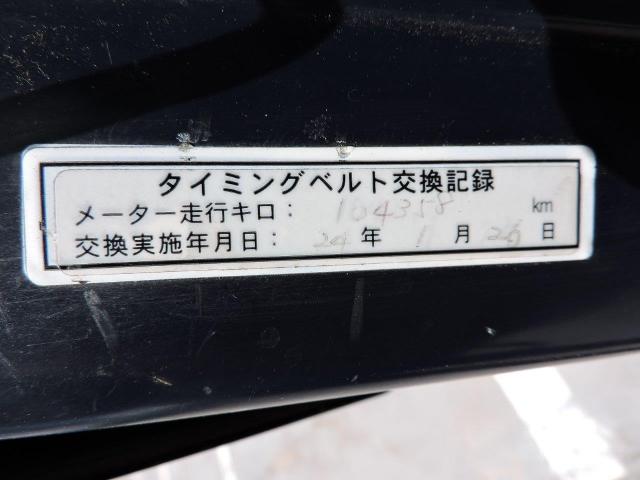 タイミングベルト交換記録
メーター走行キロ： 104358 km
交換実施年月日： 24 年 1 月 26 日